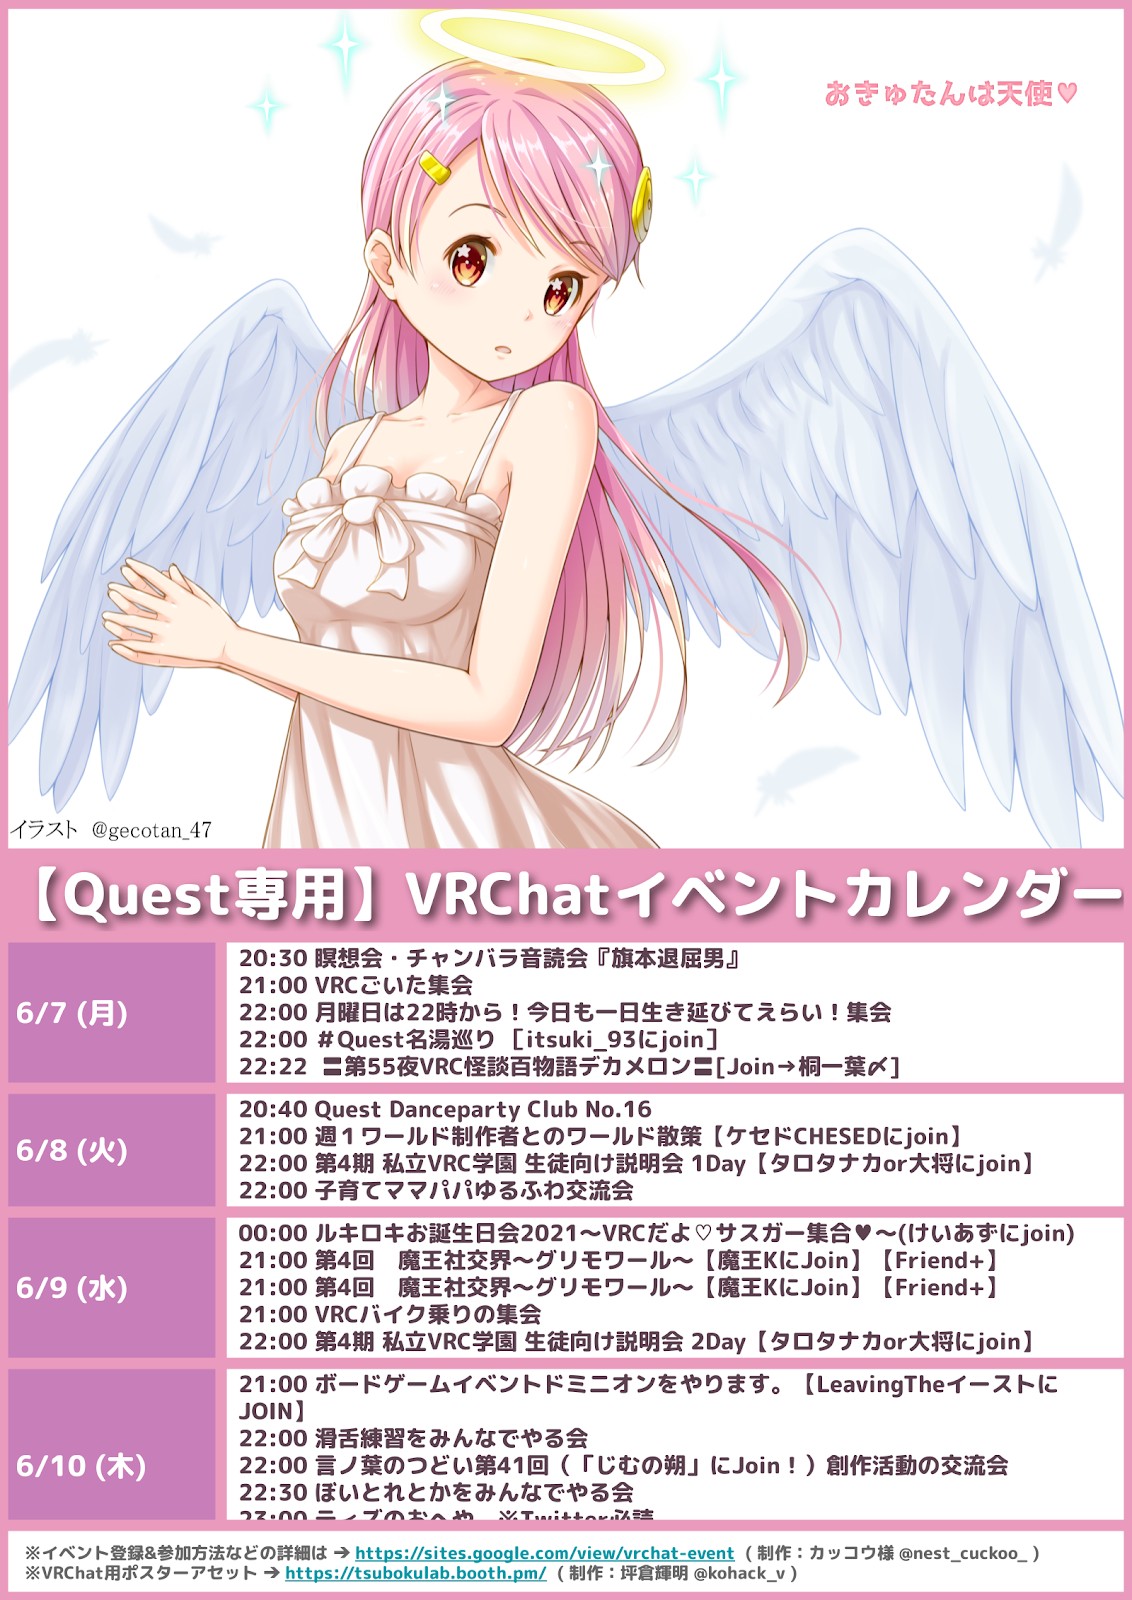 おきゅたんは天使♥
イラスト @gecotan_47
【Quest専用】VRChatイベントカレンダー
6/7 (月)
20:30 瞑想会・チャンバラ音読会『旗本退屈男』
21:00 VRCごいた集会
22:00 月曜日は22時から！今日も一日生き延びてえらい！集会
22:00 ＃Quest名湯巡り ［itsuki_93にjoin］
22:22 〓第55夜VRC怪談百物語デカメロン〓[Join→桐一葉〆]
6/8 (火)
20:40 Quest Danceparty Club No.16
21:00 週１ワールド制作者とのワールド散策【ケセドCHESEDにjoin】
22:00 第4期 私立VRC学園 生徒向け説明会 1Day【タロタナカor大将にjoin】
22:00 子育てママパパゆるふわ交流会
6/9 (水)
00:00 ルキロキお誕生日会2021～VRCだよ♡サスガー集合♥～(けいあずにjoin)
21:00 第4回　魔王社交界～グリモワール～【魔王KにJoin】【Friend+】
21:00 第4回　魔王社交界～グリモワール～【魔王KにJoin】【Friend+】
21:00 VRCバイク乗りの集会
22:00 第4期 私立VRC学園 生徒向け説明会 2Day【タロタナカor大将にjoin】
6/10 (木)
21:00 ボードゲームイベントドミニオンをやります。【LeavingTheイーストに
JOIN】
22:00 滑舌練習をみんなでやる会
22:00 言ノ葉のつどい第41回（「じむの朔」にJoin！）創作活動の交流会
22:30 ぼいとれとかをみんなでやる会
23:00 ティズのおへや　※Twitter必読
※イベント登録&参加方法などの詳細は → https://sites.google.com/view/vrchat-event ( 制作：カッコウ様 @nest_cuckoo_ )
※VRChat用ポスターアセット → https://tsubokulab.booth.pm/ ( 制作：坪倉輝明 @kohack_v )